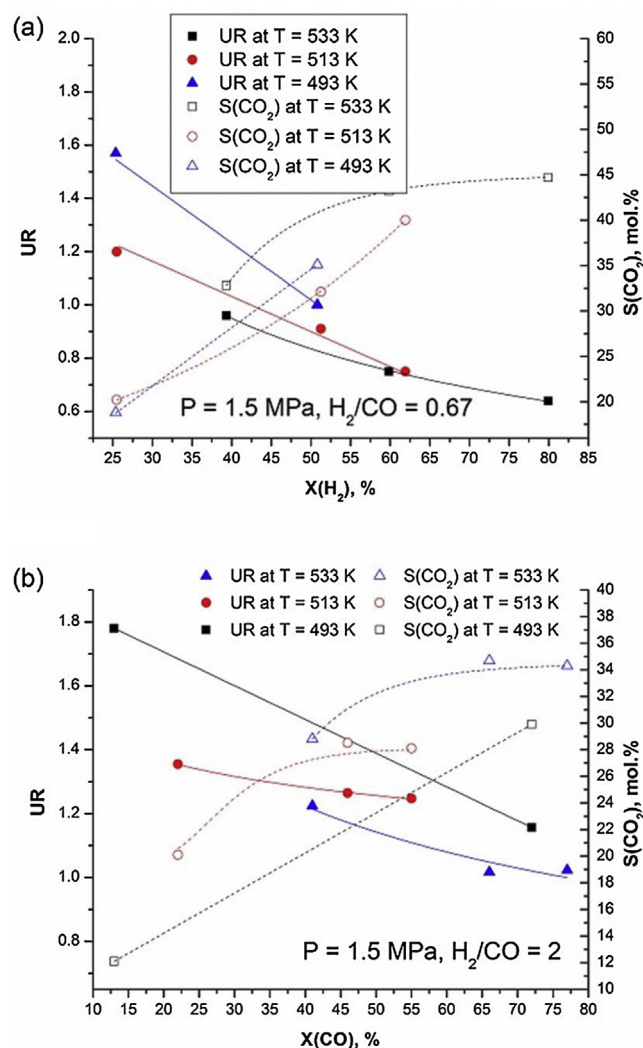 (a)
UR at T = 533 K
UR at T = 513 K
UR at T = 493 K
S(CO₂) at T = 533 K
S(CO₂) at T = 513 K
S(CO₂) at T = 493 K
2.0
1.8
1.6
1.4
1.2
1.0
0.8
0.6
UR
60
55
50
45
40
35
30
25
20
S(CO₂), mol.%
P = 1.5 MPa, H₂/CO = 0.67
25 30 35 40 45 50 55 60 65 70 75 80 85
X(H₂), %
(b)
UR at T = 533 K S(CO₂) at T = 533 K
UR at T = 513 K S(CO₂) at T = 513 K
UR at T = 493 K S(CO₂) at T = 493 K
1.8
1.6
1.4
1.2
1.0
0.8
UR
40
38
36
34
32
30
28
26
24
22
20
18
16
14
12
10
S(CO₂), mol.%
P = 1.5 MPa, H₂/CO = 2
10 15 20 25 30 35 40 45 50 55 60 65 70 75 80
X(CO), %